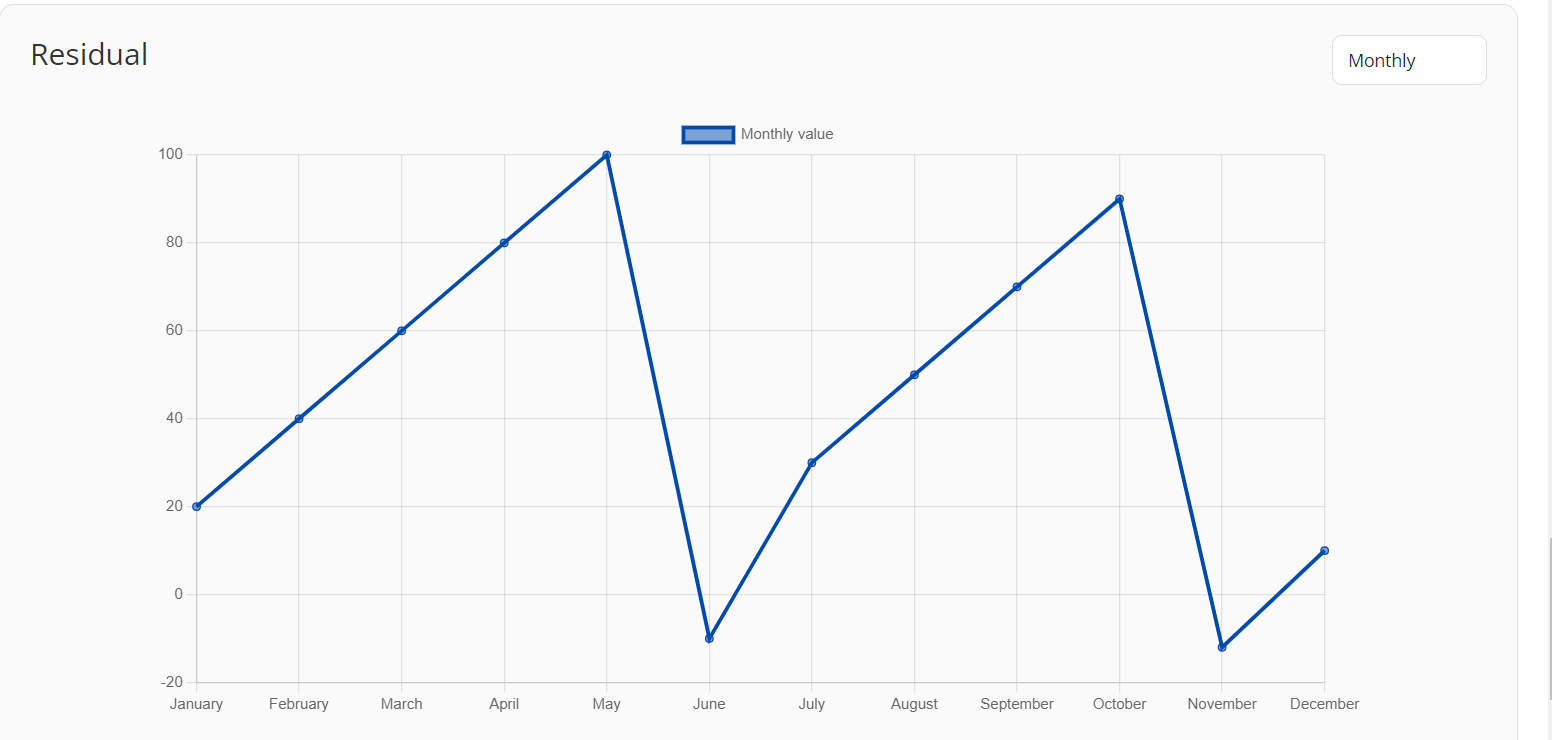 Residual
Monthly
Monthly value
100
80
60
40
20
0
-20
January February March April May June July August September October November December